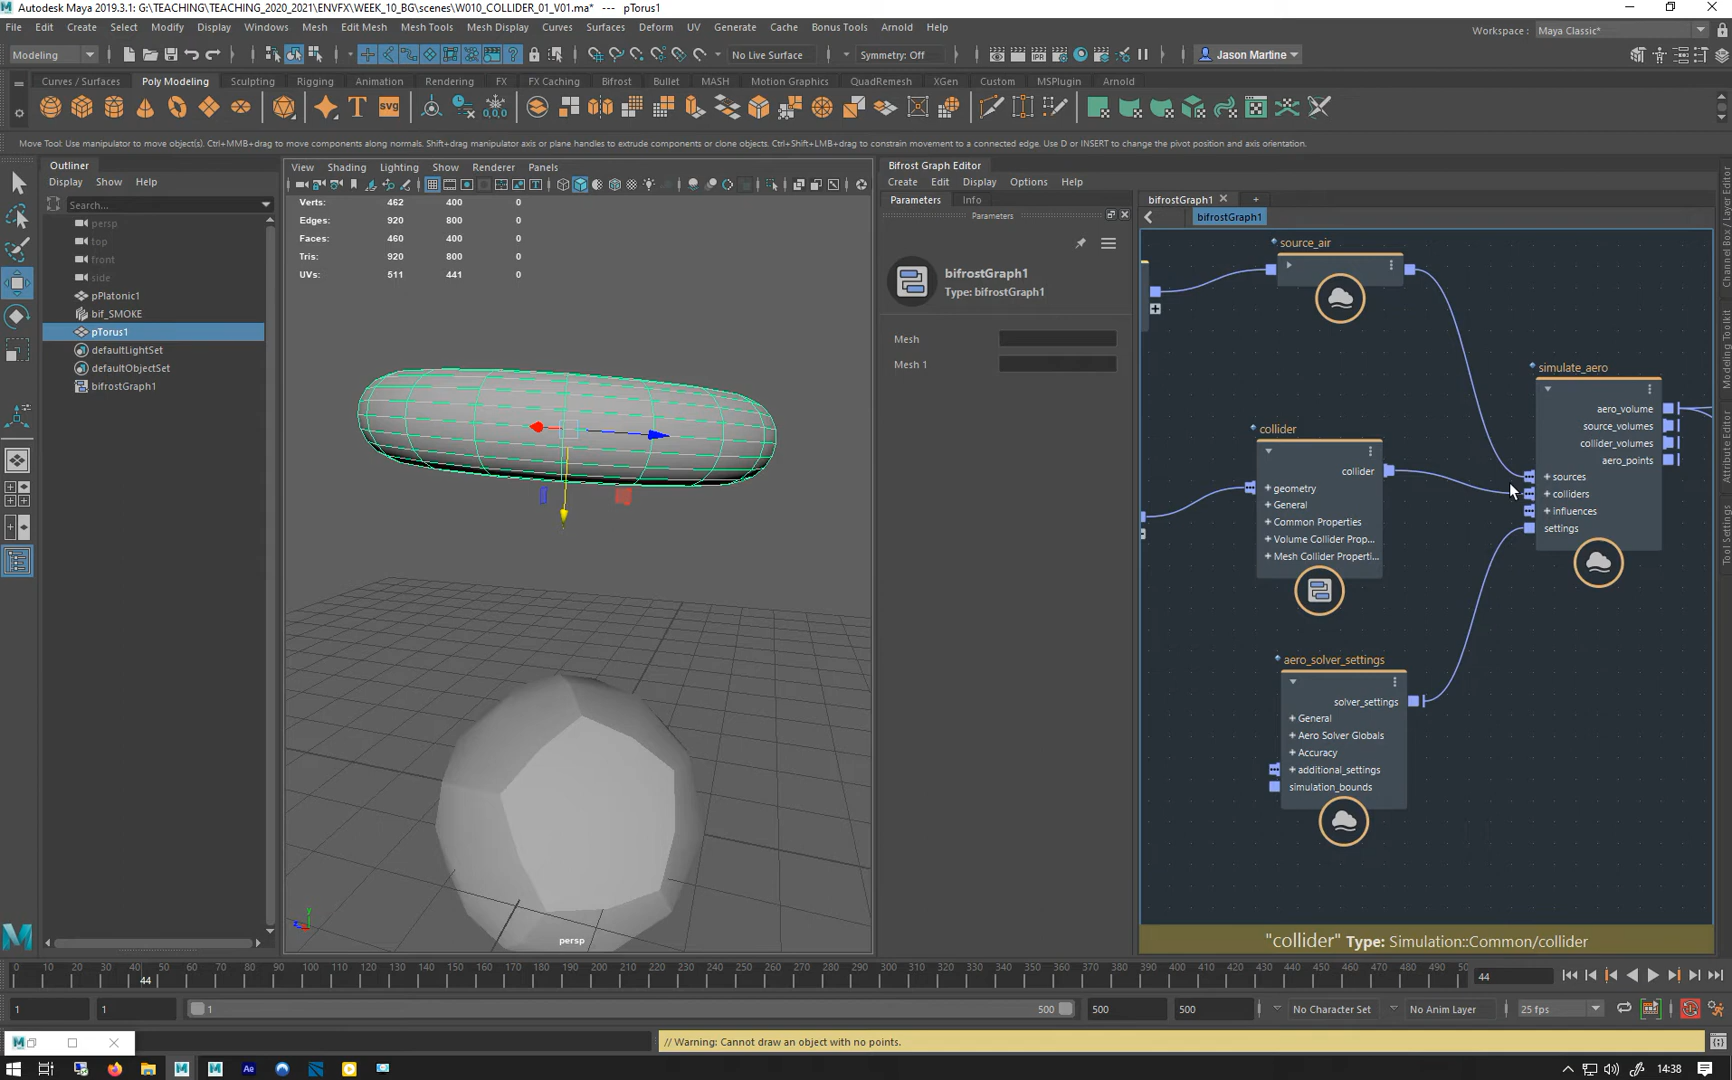 Autodesk Maya 2019.3.1: G:\TEACHING\TEACHING_2020_2021\ENVFX\WEEK_10_BG\scenes\W010_COLLIDER_01_V01.ma* --- pTorus1
File Edit Create Select Modify Display Windows Mesh Edit Mesh Mesh Tools Mesh Display Curves Surfaces Deform UV Generate Cache Bonus Tools Arnold Help
Workspace : Maya Classic*
Modeling
No Live Surface
Symmetry: Off
Jason Martine
Curves / Surfaces Poly Modeling Sculpting Rigging Animation Rendering FX FX Caching Bifrost Bullet MASH Motion Graphics QuadRemesh XGen Custom MSPlugin Arnold
Move Tool: Use manipulator to move object(s). Ctrl+MMB+drag to move components along normals. Shift+drag manipulator axis or plane handles to extrude components or clone objects. Ctrl+Shift+LMB+drag to constrain movement to a connected edge. Use D or INSERT to change the pivot position and axis orientation.
Outliner
Display Show Help
Search...
persp
top
front
side
pPlatonic1
bif_SMOKE
pTorus1
defaultLightSet
defaultObjectSet
bifrostGraph1
View Shading Lighting Show Renderer Panels
Verts: 462 400 0
Edges: 920 800 0
Faces: 460 400 0
Tris: 920 800 0
UVs: 511 441 0
persp
Bifrost Graph Editor
Create Edit Display Options Help
Parameters Info
Parameters
bifrostGraph1
Type: bifrostGraph1
Mesh
Mesh 1
bifrostGraph1
bifrostGraph1
source_air
simulate_aero
aero_volume
source_volumes
collider_volumes
aero_points
+ sources
+ colliders
+ influences
settings
collider
collider
+ geometry
+ General
+ Common Properties
+ Volume Collider Prop...
+ Mesh Collider Properti...
aero_solver_settings
solver_settings
+ General
+ Aero Solver Globals
+ Accuracy
+ additional_settings
simulation_bounds
"collider" Type: Simulation::Common/collider
Channel Box / Layer Editor
Modeling Toolkit
Attribute Editor
Tool Settings
0 10 20 30 40 50 60 70 80 90 100 110 120 130 140 150 160 170 180 190 200 210 220 230 240 250 260 270 280 290 300 310 320 330 340 350 360 370 380 390 400 410 420 430 440 450 460 470 480 490 50
44
44
1 1 1 500 500 500
No Character Set
No Anim Layer
25 fps
// Warning: Cannot draw an object with no points.
14:38